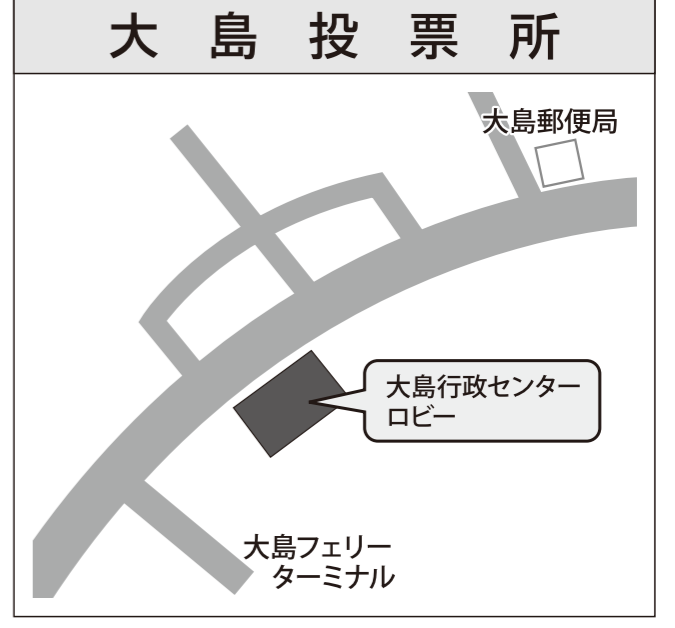 大島投票所
大島郵便局
大島行政センター
ロビー
大島フェリー
ターミナル